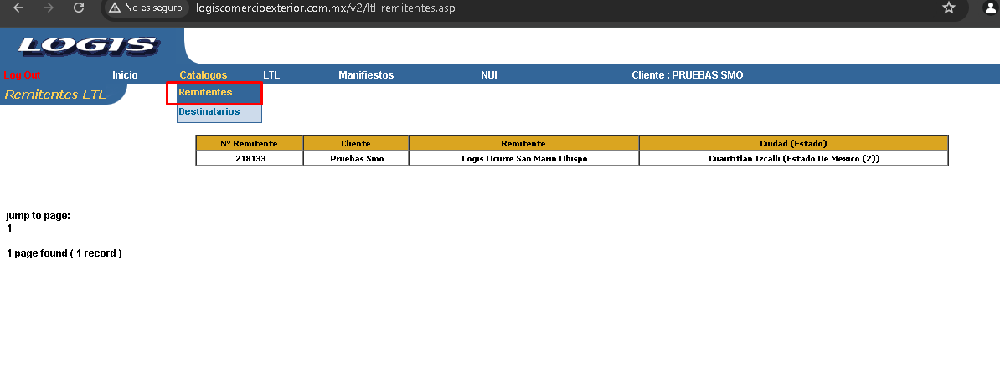 No es seguro logiscomercioexterior.com.mx/v2/ltl_remitentes.asp
LOGIS
Log Out Inicio Catalogos LTL Manifiestos NUI Cliente : PRUEBAS SMO
Remitentes LTL
Remitentes
Destinatarios
Nº Remitente Cliente Remitente Ciudad (Estado)
218133 Pruebas Smo Logis Ocurre San Marin Obispo Cuautitlan Izcalli (Estado De Mexico (2))
jump to page:
1
1 page found ( 1 record )